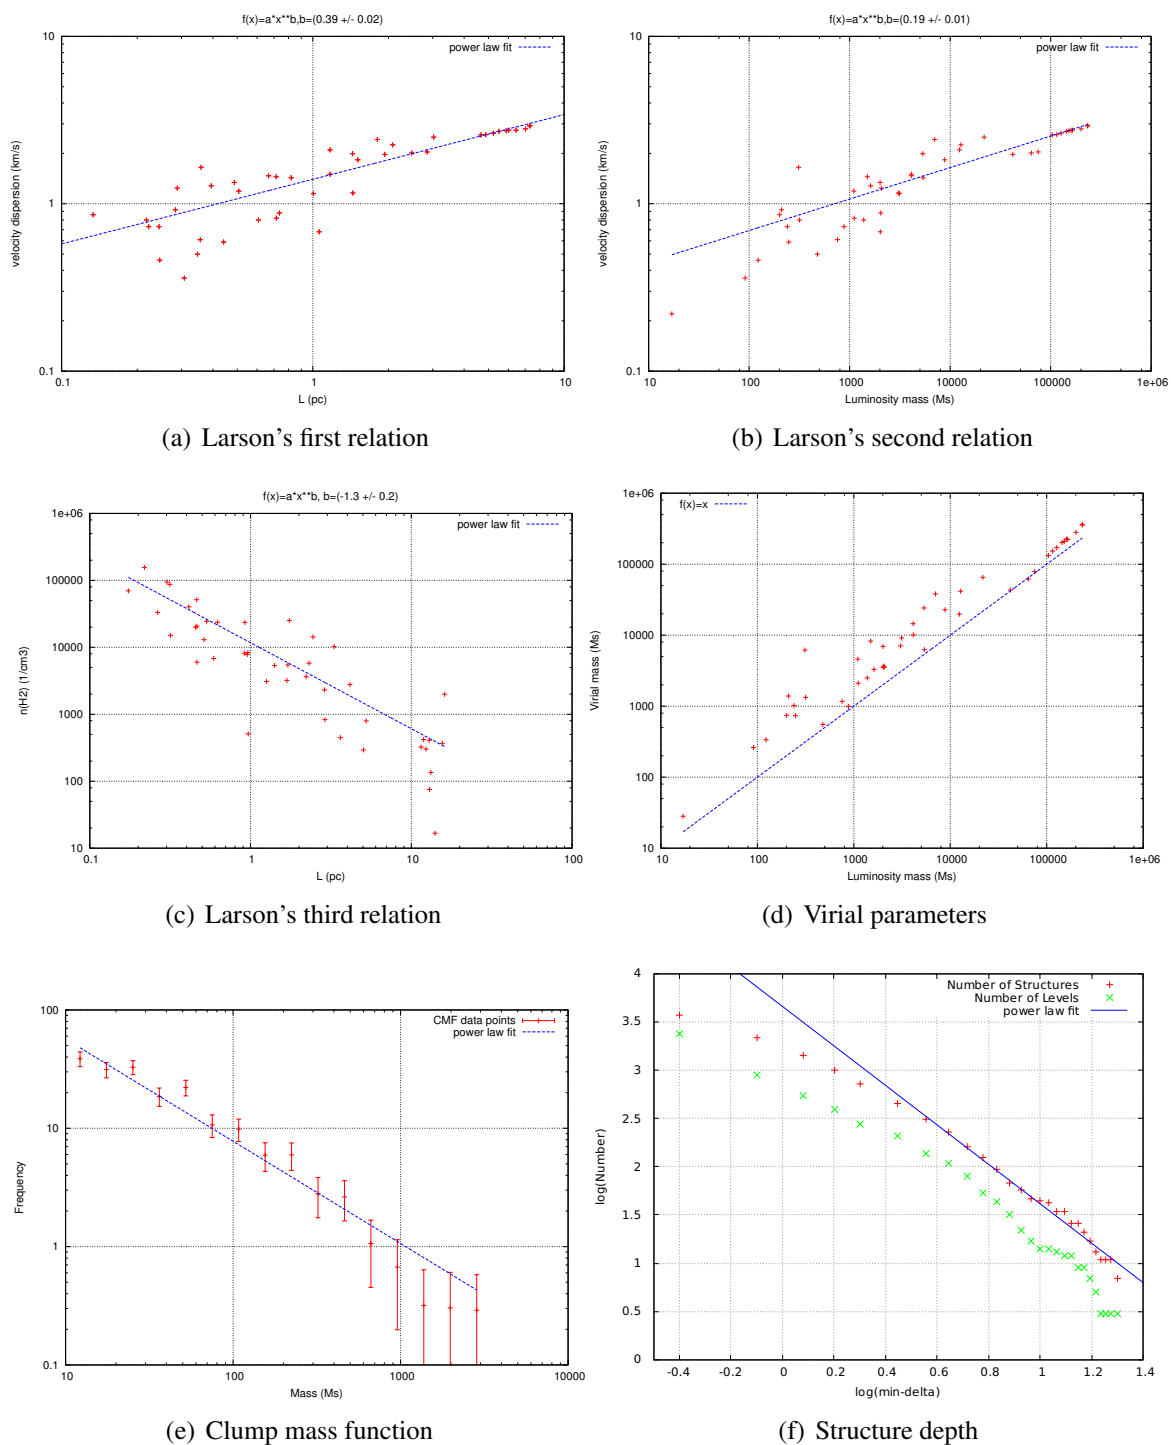 f(x)=a*x**b,b=(0.39 +/- 0.02)
10
power law fit
velocity dispersion (km/s)
1
0.1
0.1 1 10
L (pc)
(a) Larson's first relation
f(x)=a*x**b,b=(0.19 +/- 0.01)
10
power law fit
velocity dispersion (km/s)
1
0.1
10 100 1000 10000 100000 1e+06
Luminosity mass (Ms)
(b) Larson's second relation
f(x)=a*x**b, b=(-1.3 +/- 0.2)
1e+06
power law fit
100000
10000
n(H2) (1/cm3)
1000
100
10
0.1 1 10 100
L (pc)
(c) Larson's third relation
1e+06
f(x)=x
100000
10000
Virial mass (Ms)
1000
100
10
10 100 1000 10000 100000 1e+06
Luminosity mass (Ms)
(d) Virial parameters
100
CMF data points
power law fit
10
Frequency
1
0.1
10 100 1000 10000
Mass (Ms)
(e) Clump mass function
4
Number of Structures
Number of Levels
power law fit
3.5
3
2.5
2
log(Number)
1.5
1
0.5
0
-0.4 -0.2 0 0.2 0.4 0.6 0.8 1 1.2 1.4
log(min-delta)
(f) Structure depth